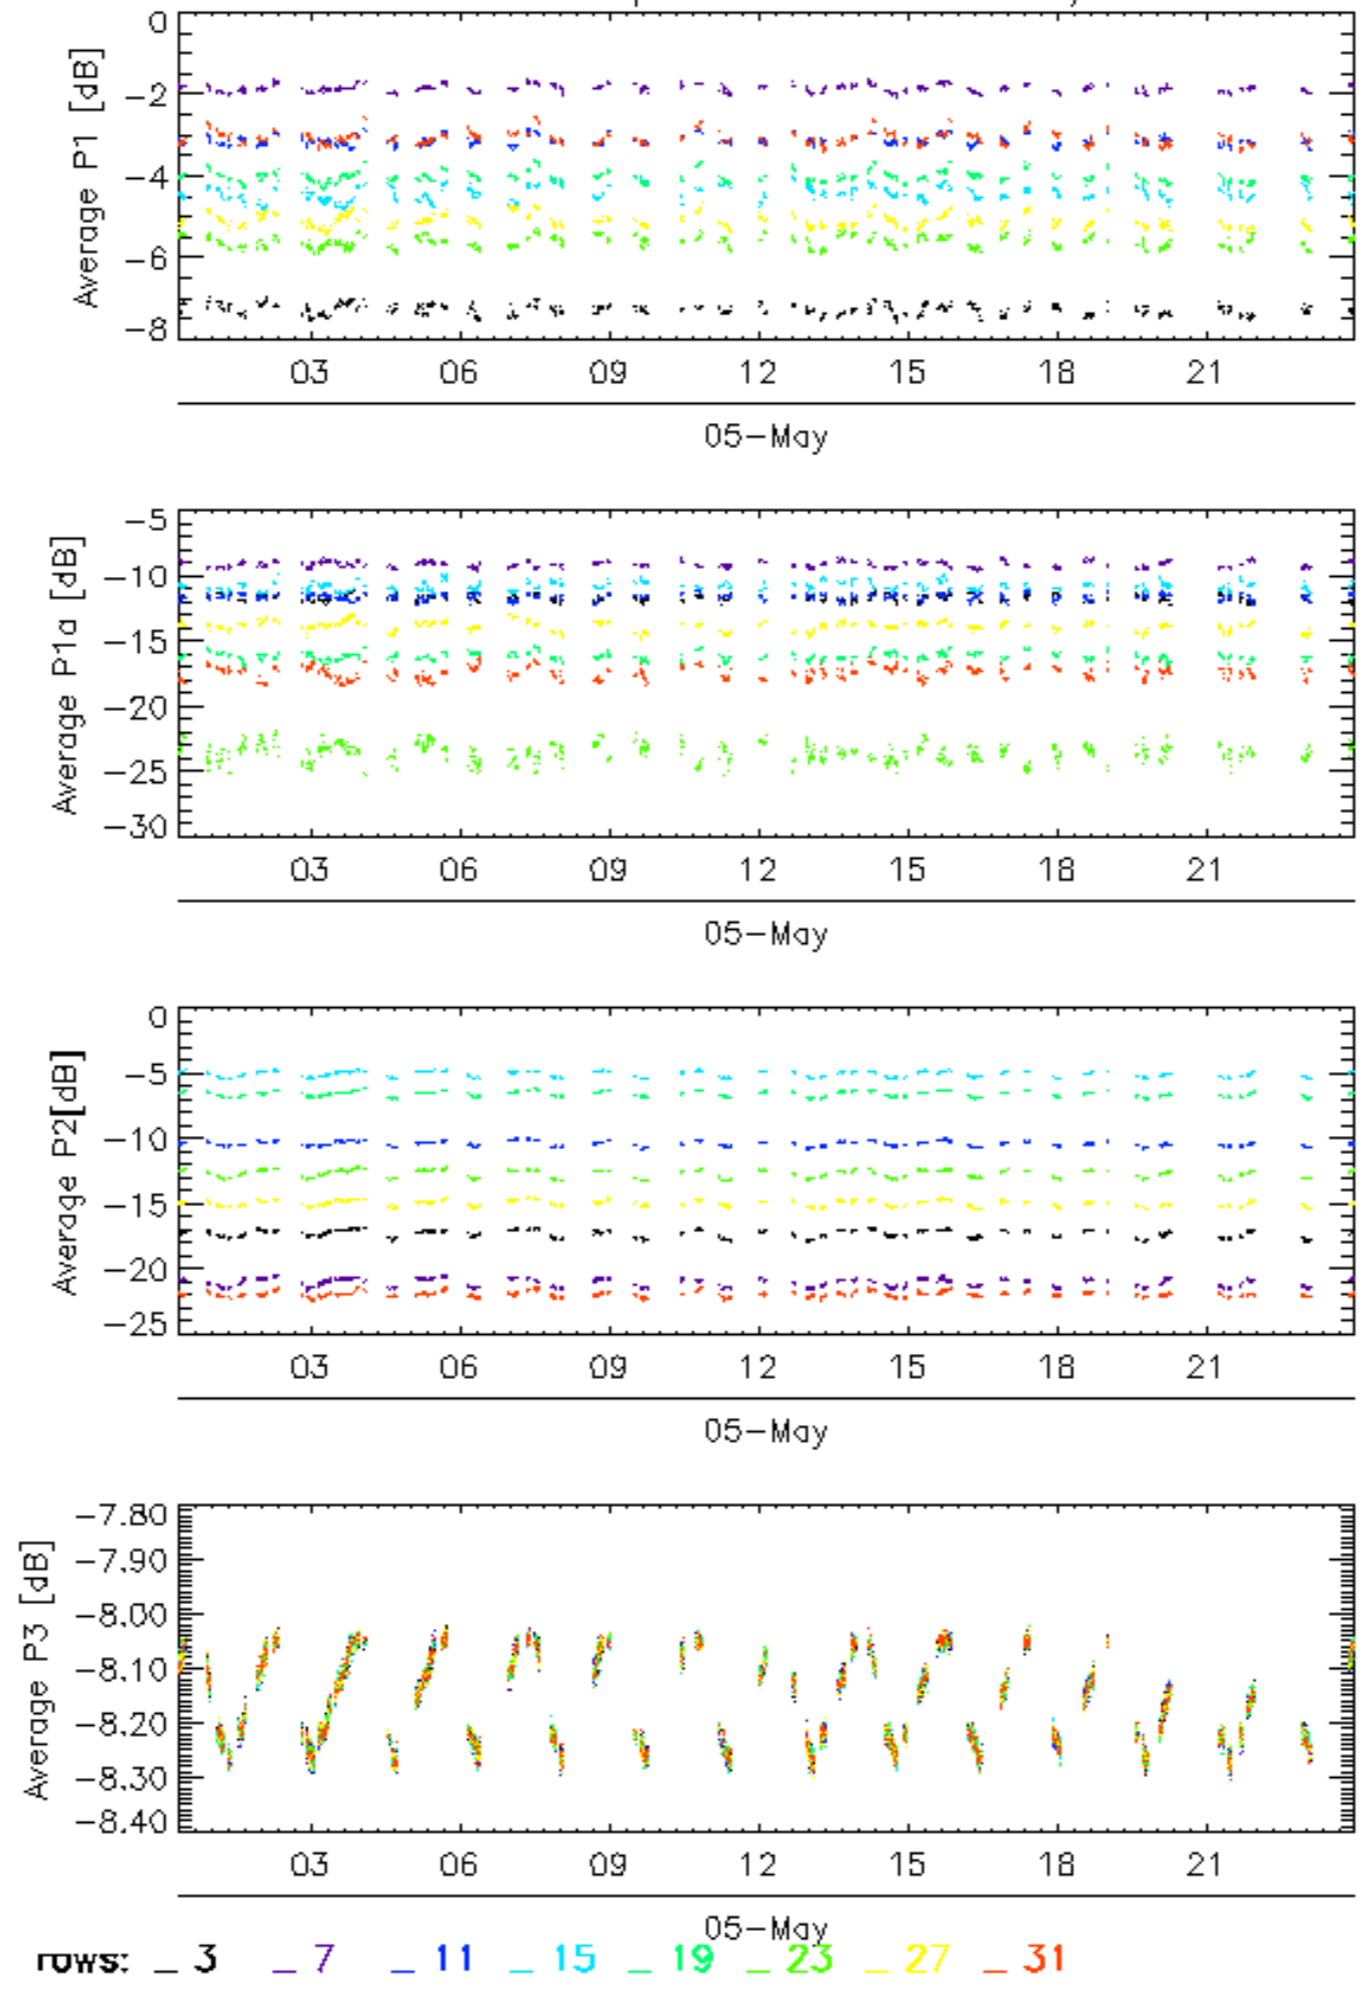 0
−2
−4
−6
−8
Average P1 [dB]
03 06 09 12 15 18 21
05−May
−5
−10
−15
−20
−25
−30
Average P1a [dB]
03 06 09 12 15 18 21
05−May
0
−5
−10
−15
−20
−25
Average P2[dB]
03 06 09 12 15 18 21
05−May
−7.80
−7.90
−8.00
−8.10
−8.20
−8.30
−8.40
Average P3 [dB]
03 06 09 12 15 18 21
05−May
rows: _ 3 _ 7 _ 11 _ 15 _ 19 _ 23 _ 27 _ 31